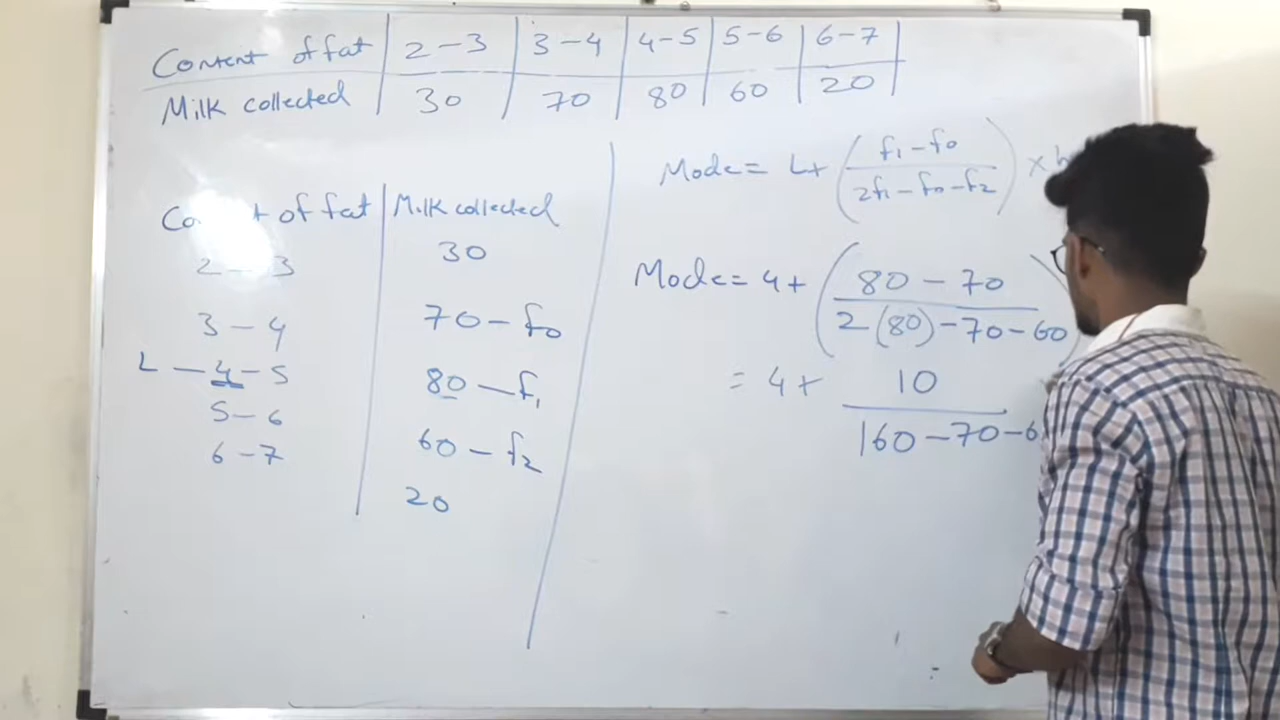 Content of fat | 2-3 | 3-4 | 4-5 | 5-6 | 6-7
Milk collected | 30 | 70 | 80 | 60 | 20
Mode = L + ( f1 - f0 / 2f1 - f0 - f2 ) ×
of fat | Milk collected
2 - 3 30
3 - 4 70 - f0
L - 4 - 5 80 - f1
5 - 6 60 - f2
6 - 7 20
Mode = 4 + ( 80 - 70 / 2 (80) - 70 - 60 )
= 4 + 10 / 160 - 70 - 6